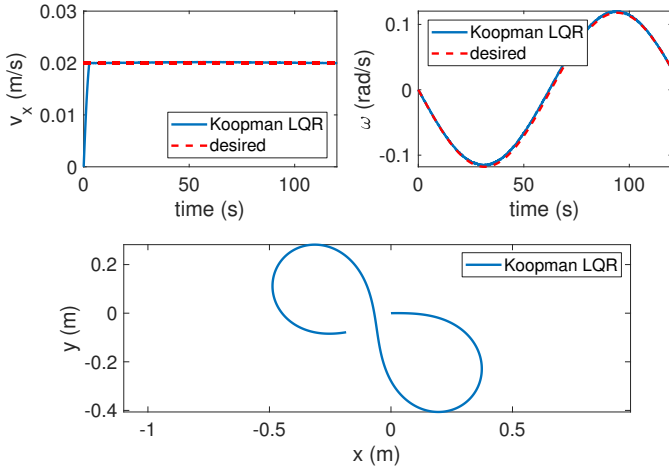 0.03
0.02
0.01
0
v_x (m/s)
Koopman LQR
desired
0 50 100
time (s)
0.1
0
-0.1
ω (rad/s)
Koopman LQR
desired
0 50 100
time (s)
0.2
0
-0.2
-0.4
y (m)
Koopman LQR
-1 -0.5 0 0.5
x (m)